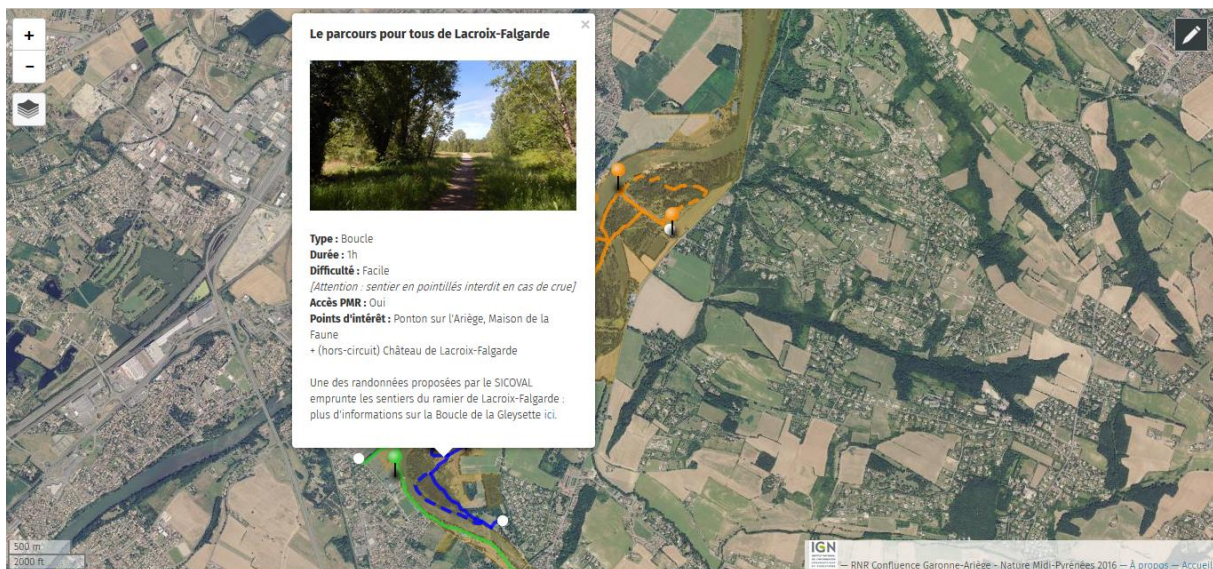 +
−
×
Le parcours pour tous de Lacroix-Falgarde
Type : Boucle
Durée : 1h
Difficulté : Facile
[Attention : sentier en pointillés interdit en cas de crue]
Accès PMR : Oui
Points d'intérêt : Ponton sur l'Ariège, Maison de la
Faune
+ (hors-circuit) Château de Lacroix-Falgarde
Une des randonnées proposées par le SICOVAL
emprunte les sentiers du ramier de Lacroix-Falgarde :
plus d'informations sur la Boucle de la Gleysette ici.
500 m
2000 ft
IGN
— RNR Confluence Garonne-Ariège - Nature Midi-Pyrénées 2016 — À propos — Accueil